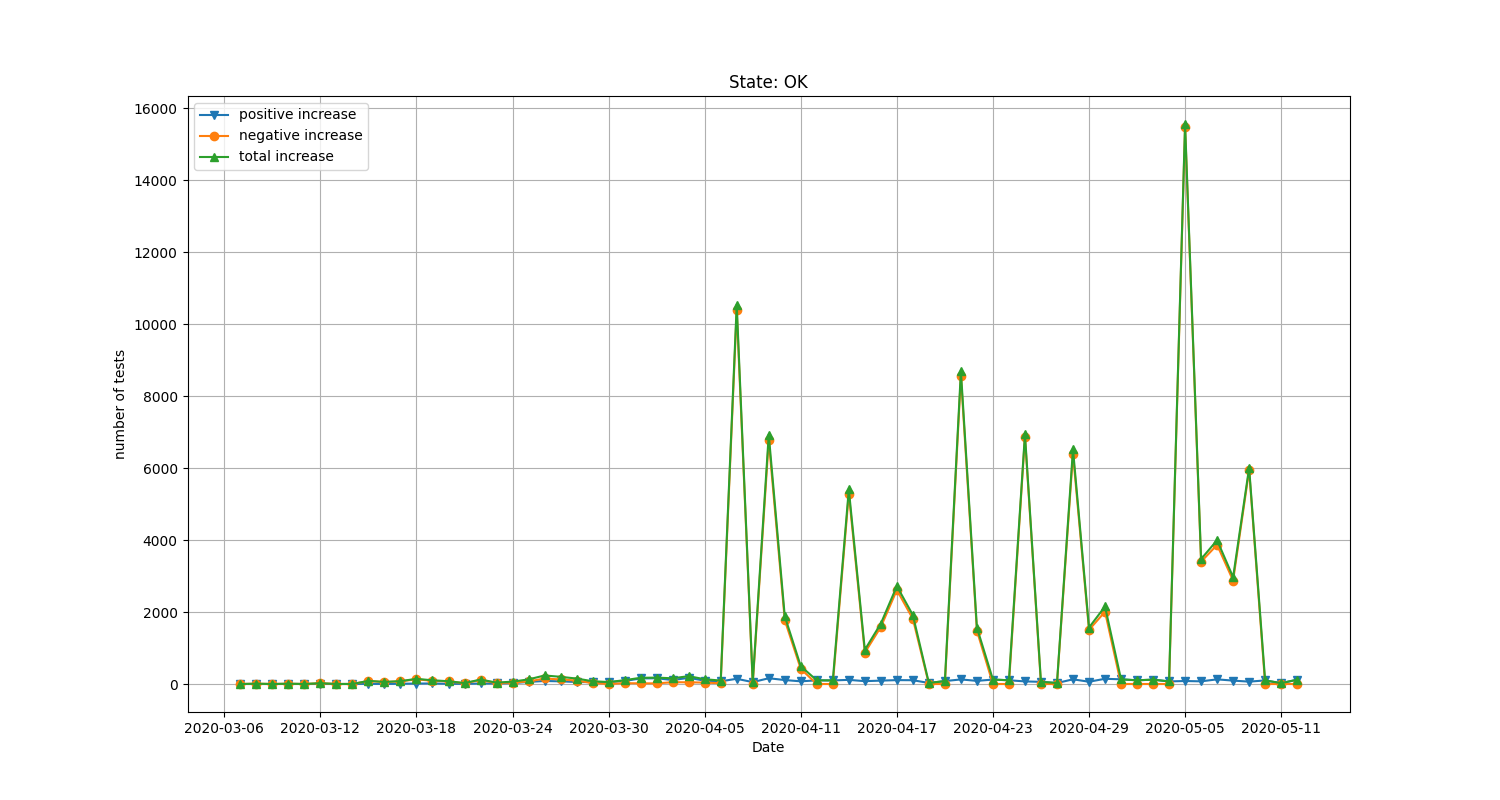 State: OK
positive increase
negative increase
total increase
16000
14000
12000
10000
8000
6000
4000
2000
0
number of tests
2020-03-06 2020-03-12 2020-03-18 2020-03-24 2020-03-30 2020-04-05 2020-04-11 2020-04-17 2020-04-23 2020-04-29 2020-05-05 2020-05-11
Date